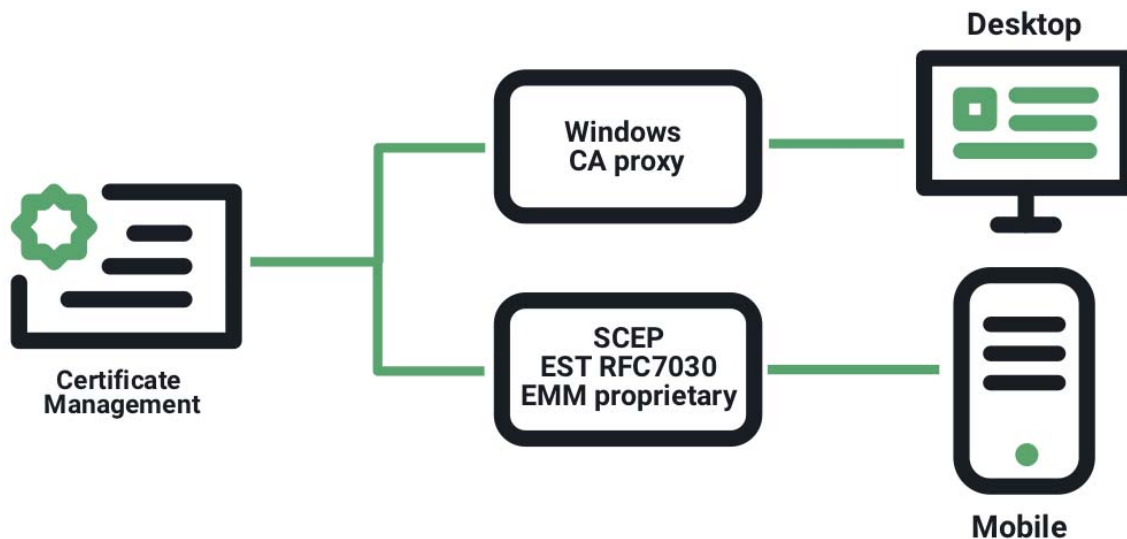 Desktop
Windows
CA proxy
Certificate
Management
SCEP
EST RFC7030
EMM proprietary
Mobile